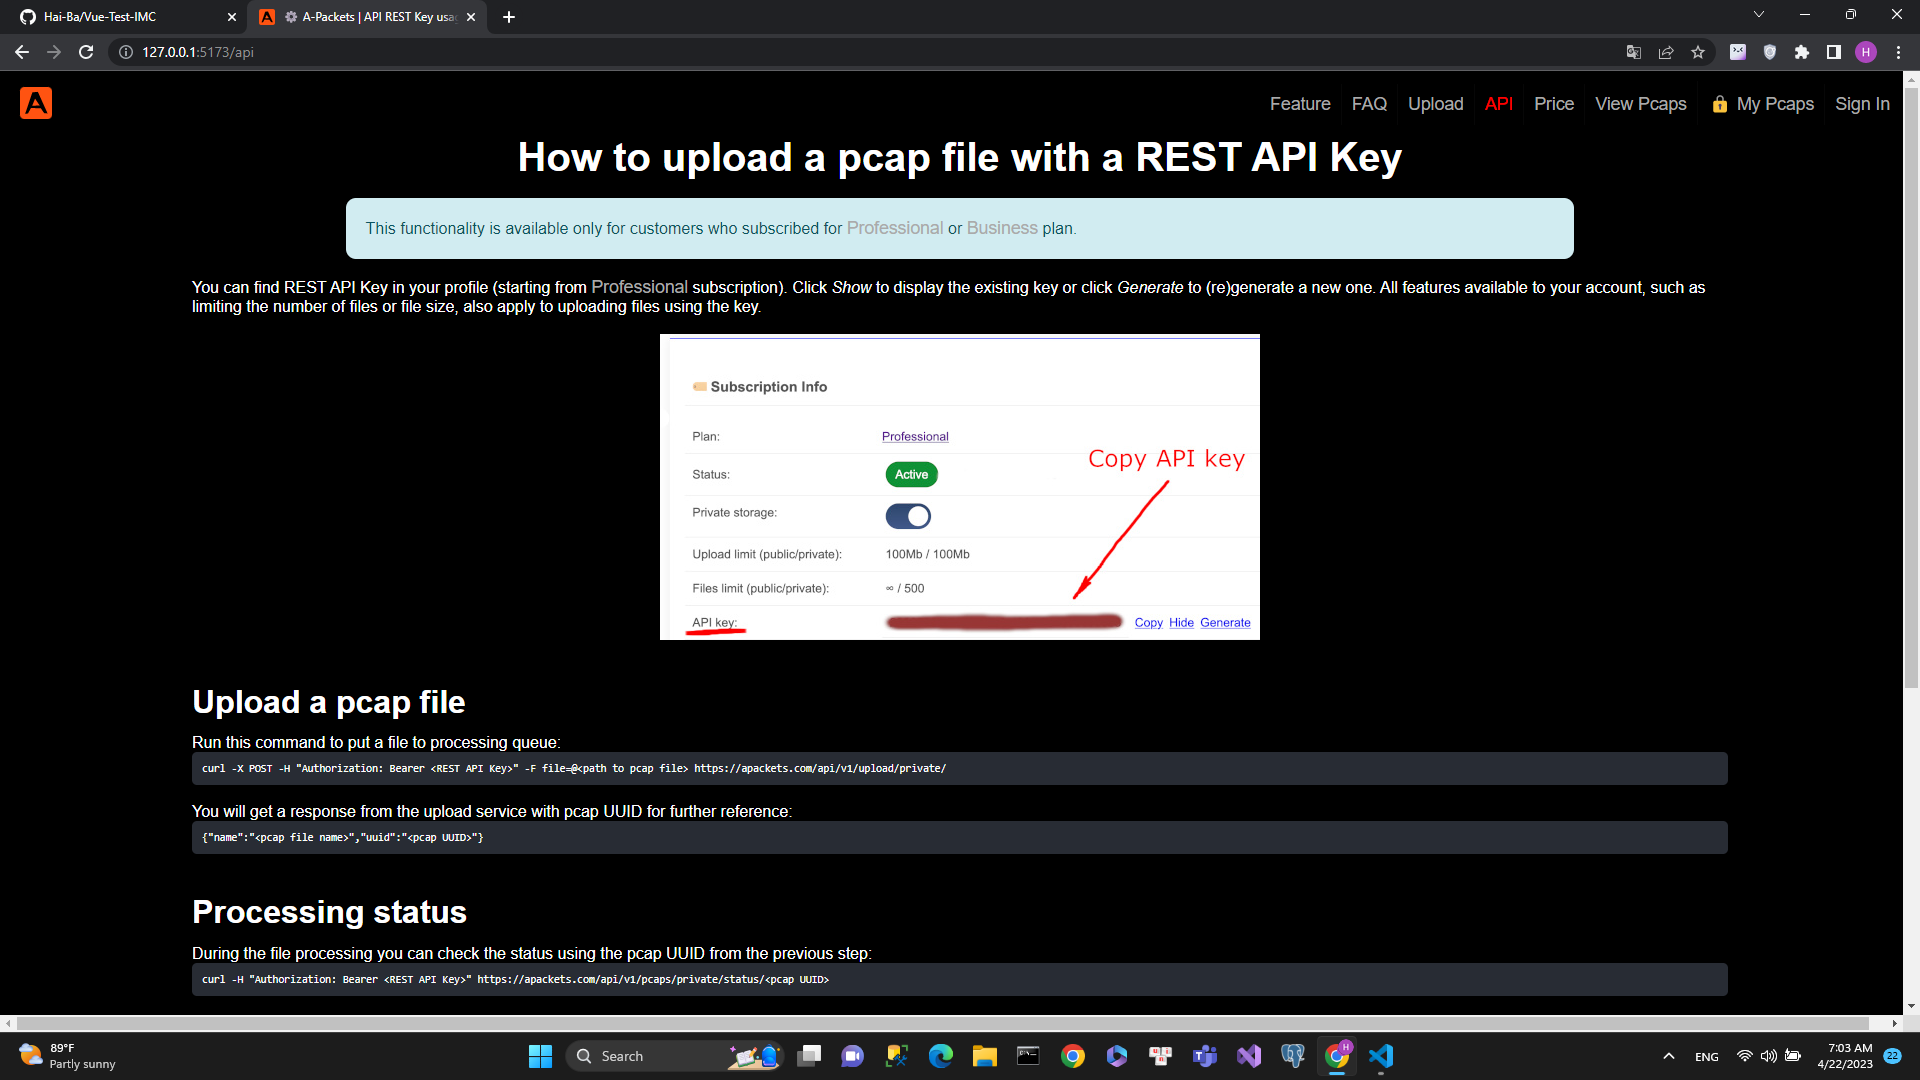 Hai-Ba/Vue-Test-IMC
A-Packets | API REST Key usa
127.0.0.1:5173/api
H
A
Feature FAQ Upload API Price View Pcaps My Pcaps Sign In
How to upload a pcap file with a REST API Key
This functionality is available only for customers who subscribed for Professional or Business plan.
You can find REST API Key in your profile (starting from Professional subscription). Click Show to display the existing key or click Generate to (re)generate a new one. All features available to your account, such as
limiting the number of files or file size, also apply to uploading files using the key.
Subscription Info
Plan: Professional
Copy API key
Status: Active
Private storage:
Upload limit (public/private): 100Mb / 100Mb
Files limit (public/private): ∞ / 500
API key: Copy Hide Generate
Upload a pcap file
Run this command to put a file to processing queue:
curl -X POST -H "Authorization: Bearer <REST API Key>" -F file=@<path to pcap file> https://apackets.com/api/v1/upload/private/
You will get a response from the upload service with pcap UUID for further reference:
{"name":"<pcap file name>","uuid":"<pcap UUID>"}
Processing status
During the file processing you can check the status using the pcap UUID from the previous step:
curl -H "Authorization: Bearer <REST API Key>" https://apackets.com/api/v1/pcaps/private/status/<pcap UUID>
89°F
Partly sunny
Search
ENG
7:03 AM
4/22/2023
22